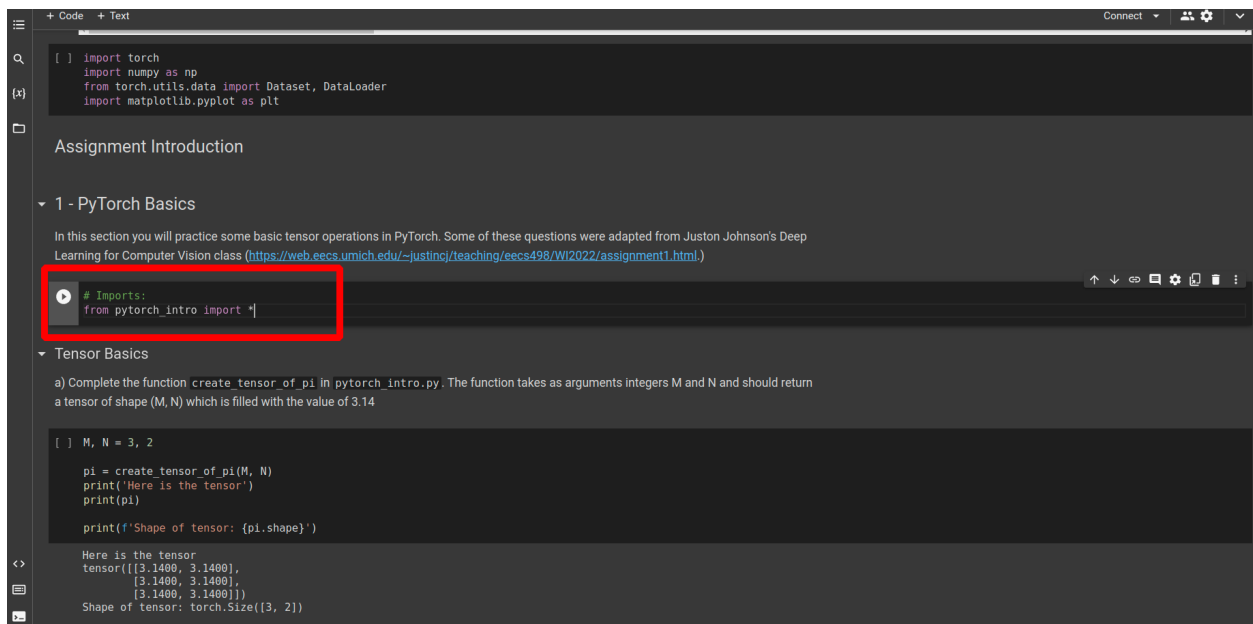 + Code + Text
Connect
[ ] import torch
import numpy as np
from torch.utils.data import Dataset, DataLoader
import matplotlib.pyplot as plt
{x}
Assignment Introduction
1 - PyTorch Basics
In this section you will practice some basic tensor operations in PyTorch. Some of these questions were adapted from Juston Johnson's Deep
Learning for Computer Vision class (https://web.eecs.umich.edu/~justincj/teaching/eecs498/WI2022/assignment1.html.)
# Imports:
from pytorch_intro import *
Tensor Basics
a) Complete the function create_tensor_of_pi in pytorch_intro.py. The function takes as arguments integers M and N and should return
a tensor of shape (M, N) which is filled with the value of 3.14
[ ] M, N = 3, 2
pi = create_tensor_of_pi(M, N)
print('Here is the tensor')
print(pi)
print(f'Shape of tensor: {pi.shape}')
Here is the tensor
tensor([[3.1400, 3.1400],
[3.1400, 3.1400],
[3.1400, 3.1400]])
Shape of tensor: torch.Size([3, 2])